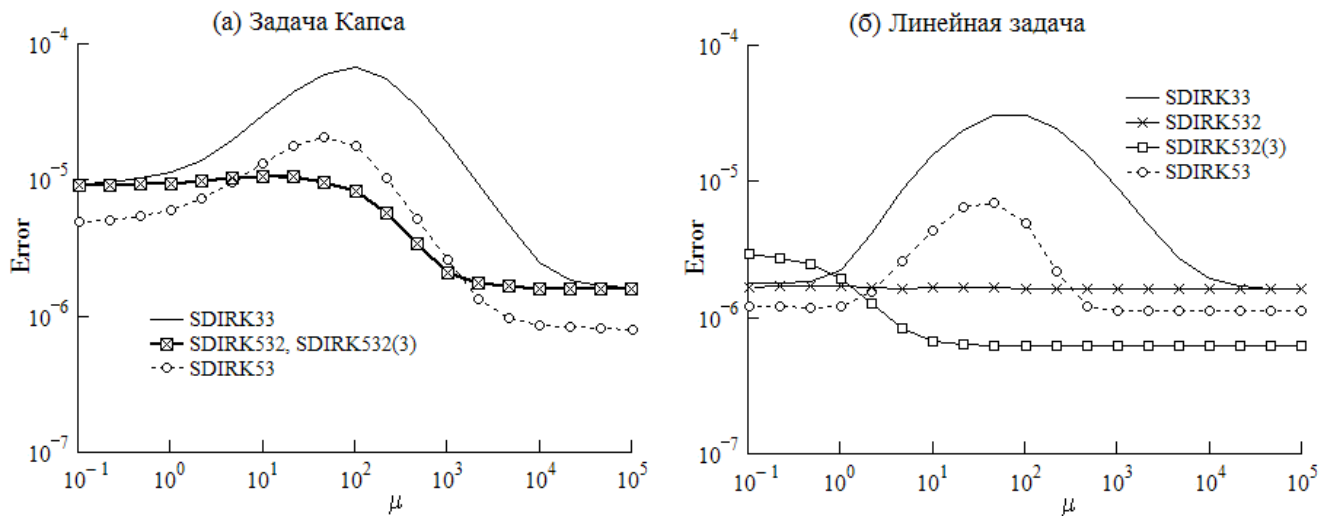 (а) Задача Капса
10⁻⁴
10⁻⁵
10⁻⁶
10⁻⁷
Error
SDIRK33
SDIRK532, SDIRK532(3)
SDIRK53
10⁻¹ 10⁰ 10¹ 10² 10³ 10⁴ 10⁵
μ
(б) Линейная задача
10⁻⁴
10⁻⁵
10⁻⁶
10⁻⁷
Error
SDIRK33
SDIRK532
SDIRK532(3)
SDIRK53
10⁻¹ 10⁰ 10¹ 10² 10³ 10⁴ 10⁵
μ